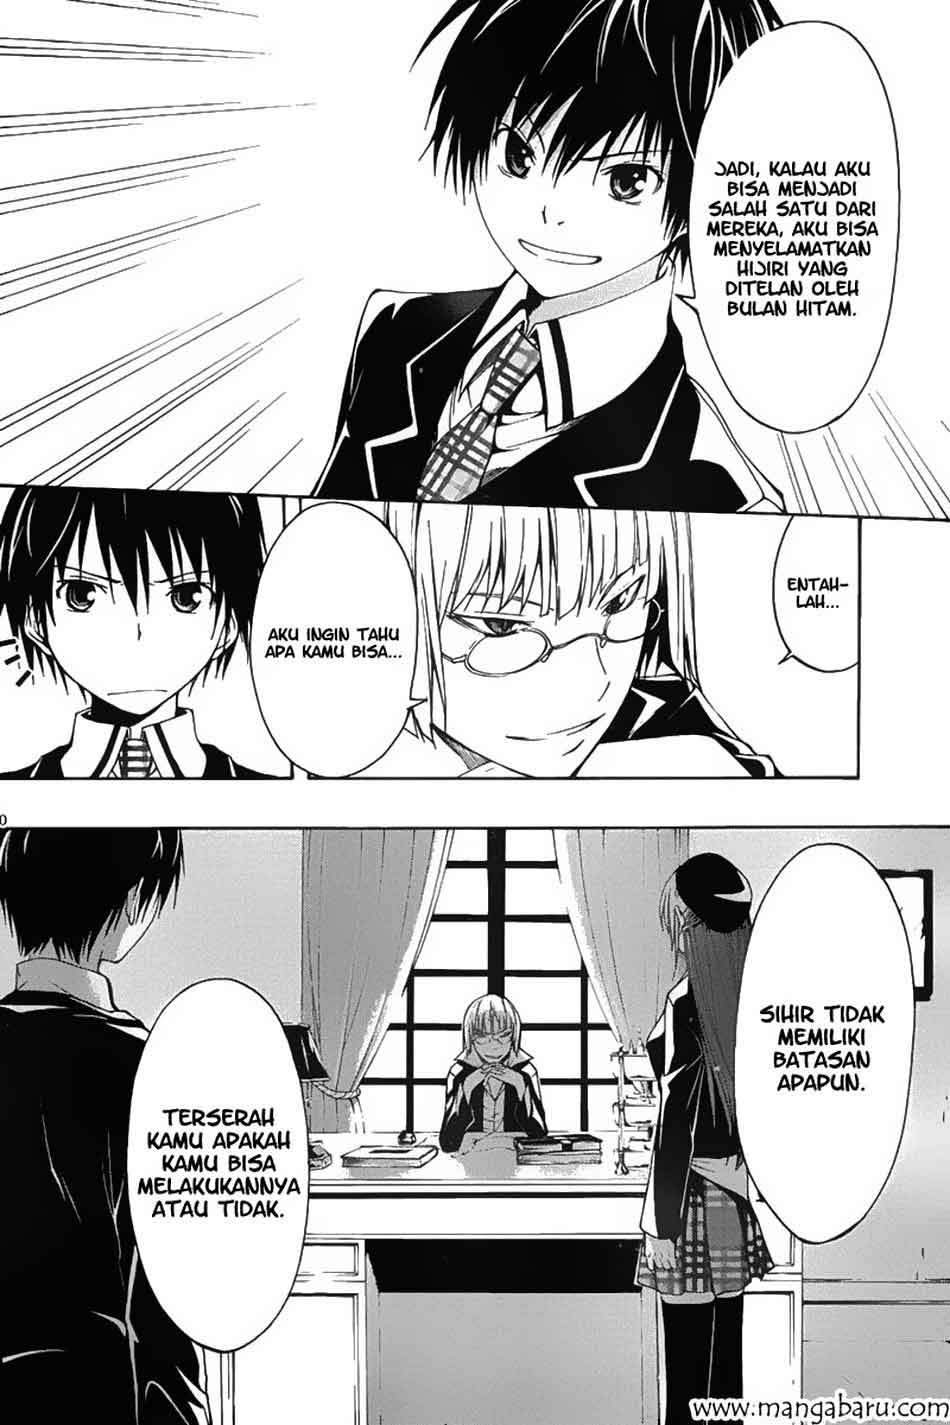 JADI, KALAU AKU
BISA MENJADI
SALAH SATU DARI
MEREKA, AKU BISA
MENYELAMATKAN
HIJIRI YANG
DITELAN OLEH
BULAN HITAM.
ENTAH-
LAH...
AKU INGIN TAHU
APA KAMU BISA...
0
SIHIR TIDAK
MEMILIKI
BATASAN
APAPUN.
TERSERAH
KAMU APAKAH
KAMU BISA
MELAKUKANNYA
ATAU TIDAK.
www.mangabaru.com